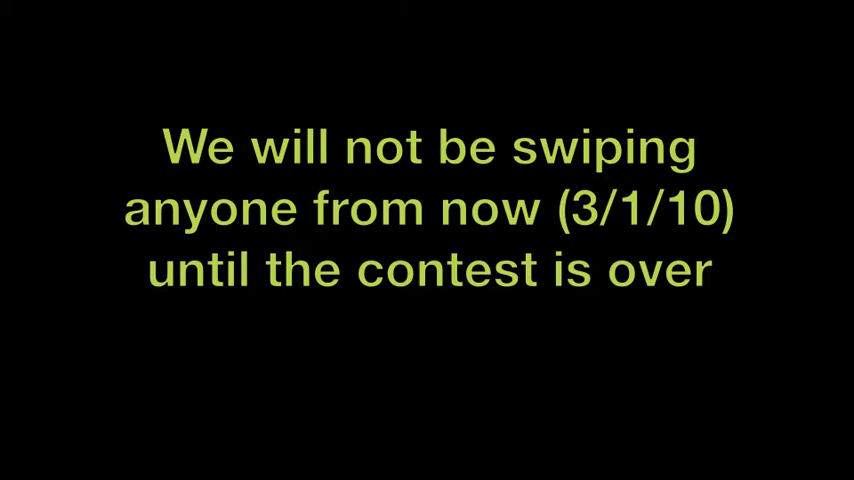 We will not be swiping
anyone from now (3/1/10)
until the contest is over